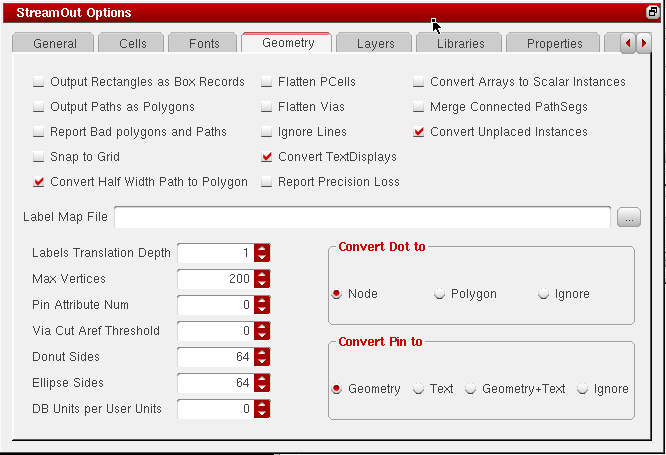 StreamOut Options
General Cells Fonts Geometry Layers Libraries Properties
Output Rectangles as Box Records Flatten PCells Convert Arrays to Scalar Instances
Output Paths as Polygons Flatten Vias Merge Connected PathSegs
Report Bad polygons and Paths Ignore Lines Convert Unplaced Instances
Snap to Grid Convert TextDisplays
Convert Half Width Path to Polygon Report Precision Loss
Label Map File ...
Labels Translation Depth 1
Max Vertices 200
Pin Attribute Num 0
Via Cut Aref Threshold 0
Donut Sides 64
Ellipse Sides 64
DB Units per User Units 0
Convert Dot to
Node Polygon Ignore
Convert Pin to
Geometry Text Geometry+Text Ignore